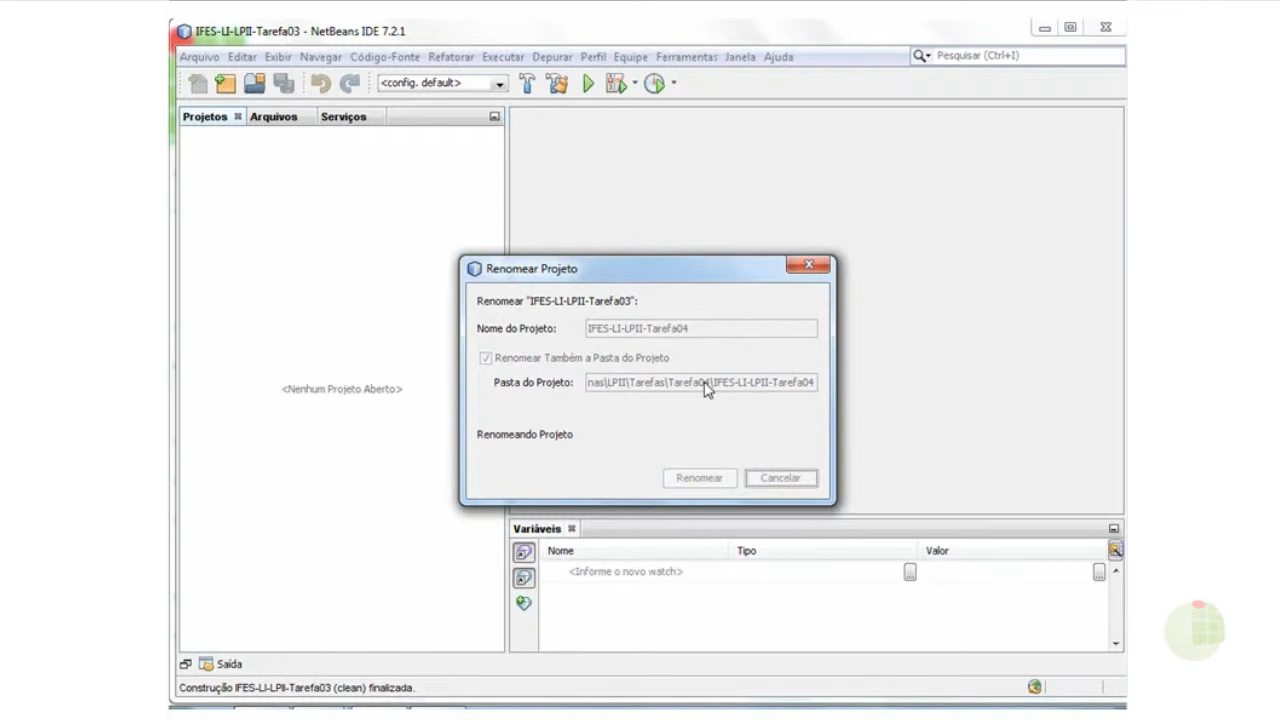 IFES-LI-LPII-Tarefa03 - NetBeans IDE 7.2.1
Arquivo Editar Exibir Navegar Código-Fonte Refatorar Executar Depurar Perfil Equipe Ferramentas Janela Ajuda
Pesquisar (Ctrl+I)
<config. default>
Projetos Arquivos Serviços
<Nenhum Projeto Aberto>
Renomear Projeto
Renomear "IFES-LI-LPII-Tarefa03":
Nome do Projeto: IFES-LI-LPII-Tarefa04
Renomear Também a Pasta do Projeto
Pasta do Projeto: nas\LPII\Tarefas\Tarefa04\IFES-LI-LPII-Tarefa04
Renomeando Projeto
Renomear Cancelar
Variáveis
Nome Tipo Valor
<Informe o novo watch>
... ...
Saída
Construção IFES-LI-LPII-Tarefa03 (clean) finalizada.